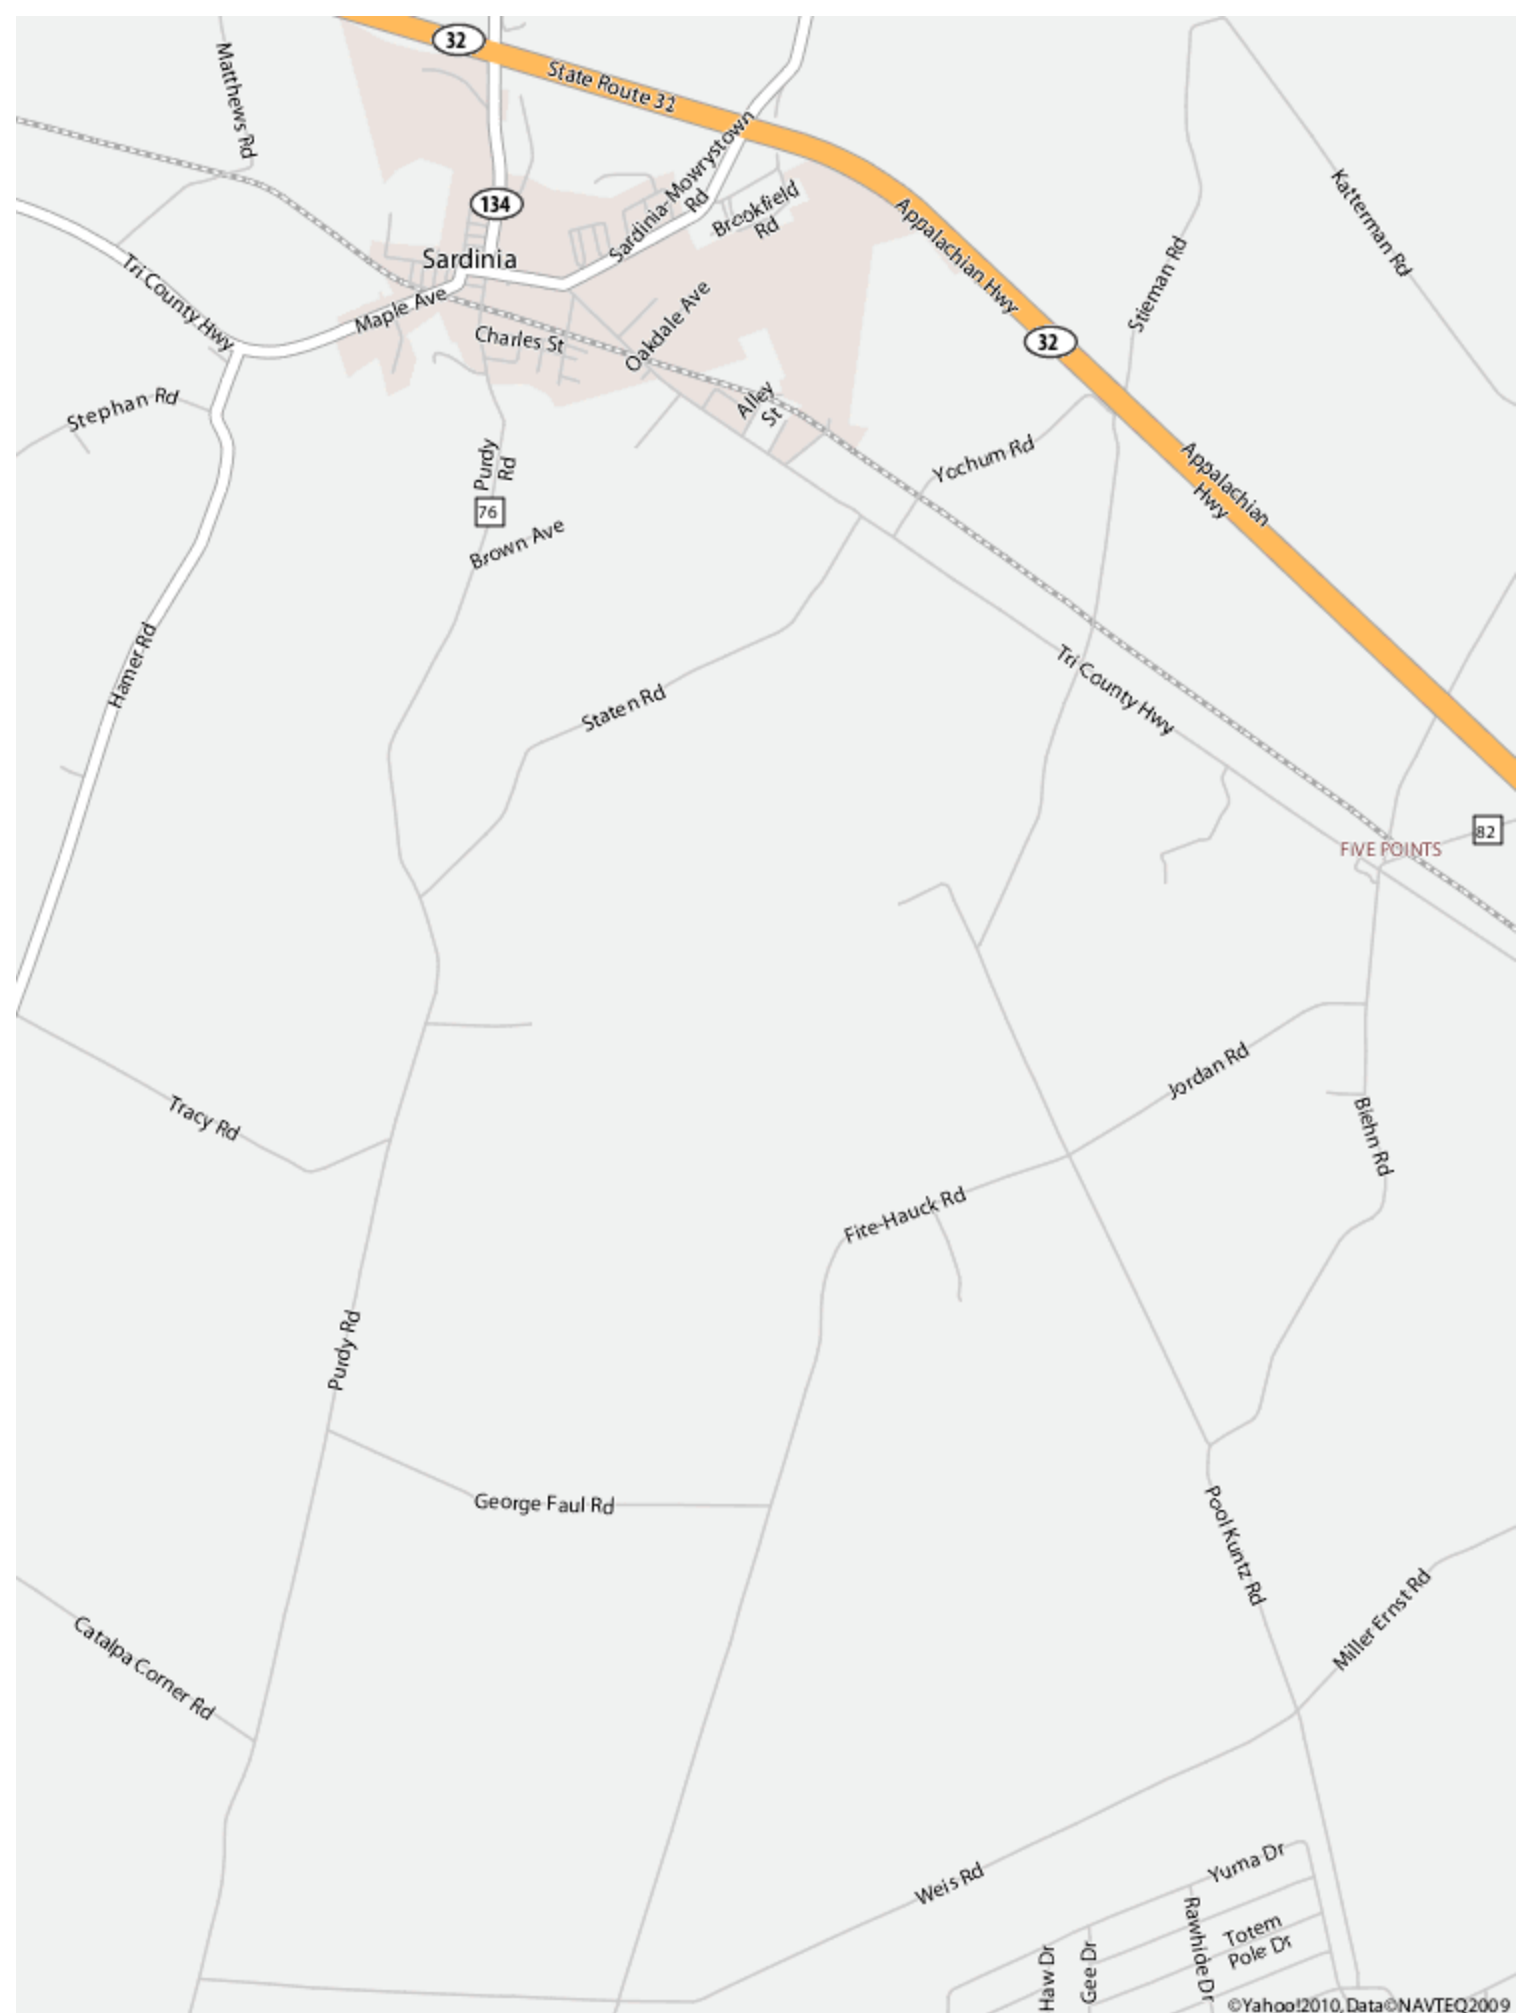 32
State Route 32
Matthews Rd
Sardinia-Mowrystown
Rd
Brookfield
Rd
134
Katterman Rd
Appalachian Hwy
Stieman Rd
Sardinia
Tri County Hwy
Maple Ave
Charles St
Oakdale Ave
32
Stephan Rd
Alley
St
Purdy
Rd
Yochum Rd
Appalachian
Hwy
76
Brown Ave
Hamer Rd
Staten Rd
Tri County Hwy
82
FIVE POINTS
Jordan Rd
Tracy Rd
Biehn Rd
Fite-Hauck Rd
Purdy Rd
George Faul Rd
Pool Kuntz Rd
Miller Ernst Rd
Catalpa Corner Rd
Weis Rd
Yuma Dr
Rawhide Dr
Totem
Pole Dr
Haw Dr
Gee Dr
©Yahoo!2010, Data©NAVTEQ2009